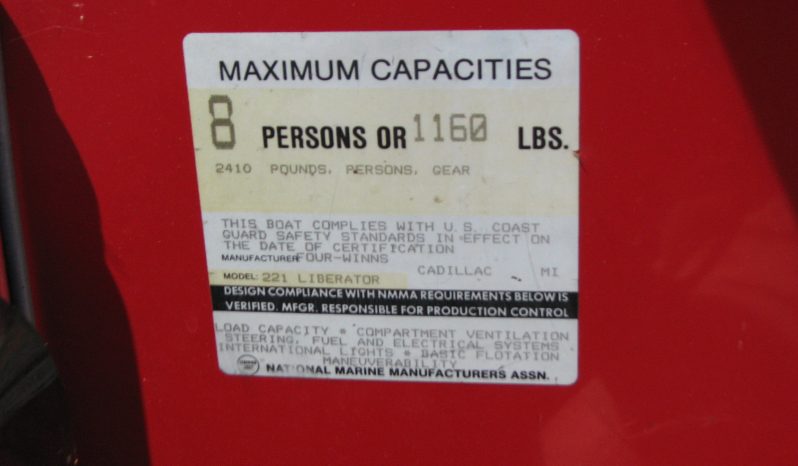 MAXIMUM CAPACITIES
8 PERSONS OR 1160 LBS.
2410 POUNDS, PERSONS, GEAR
THIS BOAT COMPLIES WITH U.S. COAST
GUARD SAFETY STANDARDS IN EFFECT ON
THE DATE OF CERTIFICATION
MANUFACTURER FOUR-WINNS
CADILLAC MI
MODEL: 221 LIBERATOR
DESIGN COMPLIANCE WITH NMMA REQUIREMENTS BELOW IS
VERIFIED. MFGR. RESPONSIBLE FOR PRODUCTION CONTROL
LOAD CAPACITY * COMPARTMENT VENTILATION
STEERING, FUEL AND ELECTRICAL SYSTEMS
INTERNATIONAL LIGHTS * BASIC FLOTATION
MANEUVERABILITY
NATIONAL MARINE MANUFACTURERS ASSN.